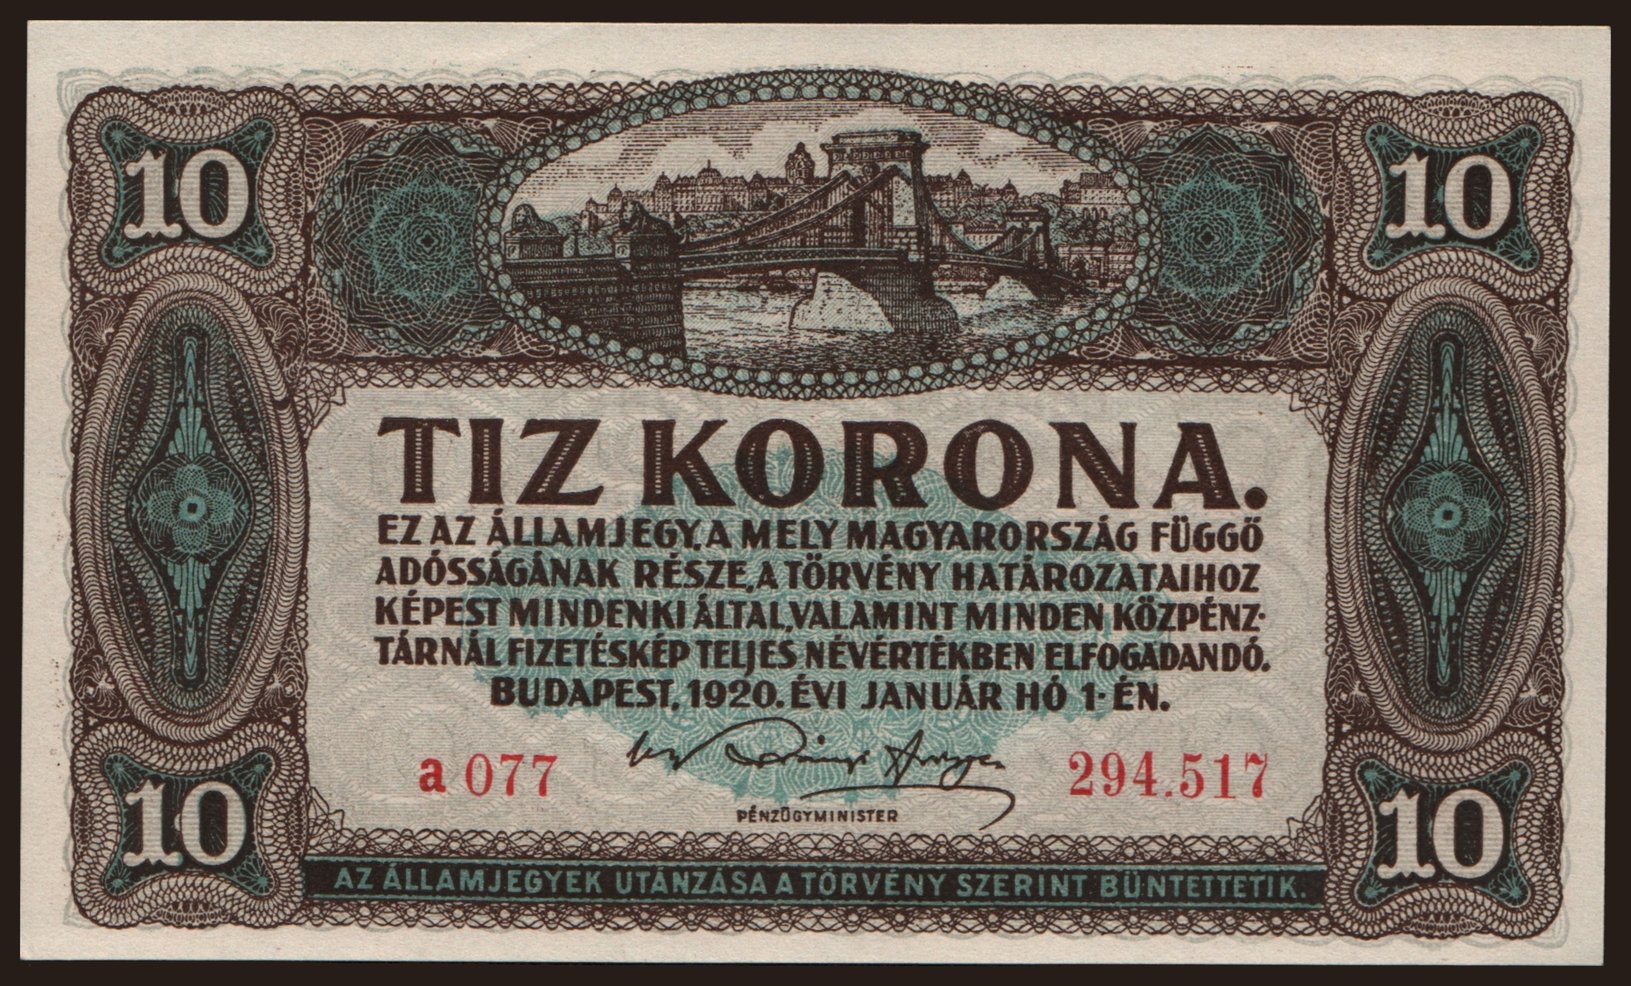 10
10
TIZ KORONA.
EZ AZ ÁLLAMJEGY, A MELY MAGYARORSZÁG FÜGGŐ
ADÓSSÁGÁNAK RÉSZE, A TÖRVÉNY HATÁROZATAIHOZ
KÉPEST MINDENKI ÁLTAL, VALAMINT MINDEN KÖZPÉNZ-
TÁRNÁL FIZETÉSKÉP TELJES NÉVÉRTÉKBEN ELFOGADANDÓ.
BUDAPEST, 1920. ÉVI JANUÁR HÓ 1-ÉN.
a 077
294.517
PÉNZÜGYMINISTER
10
10
AZ ÁLLAMJEGYEK UTÁNZÁSA A TÖRVÉNY SZERINT BÜNTETTETIK.